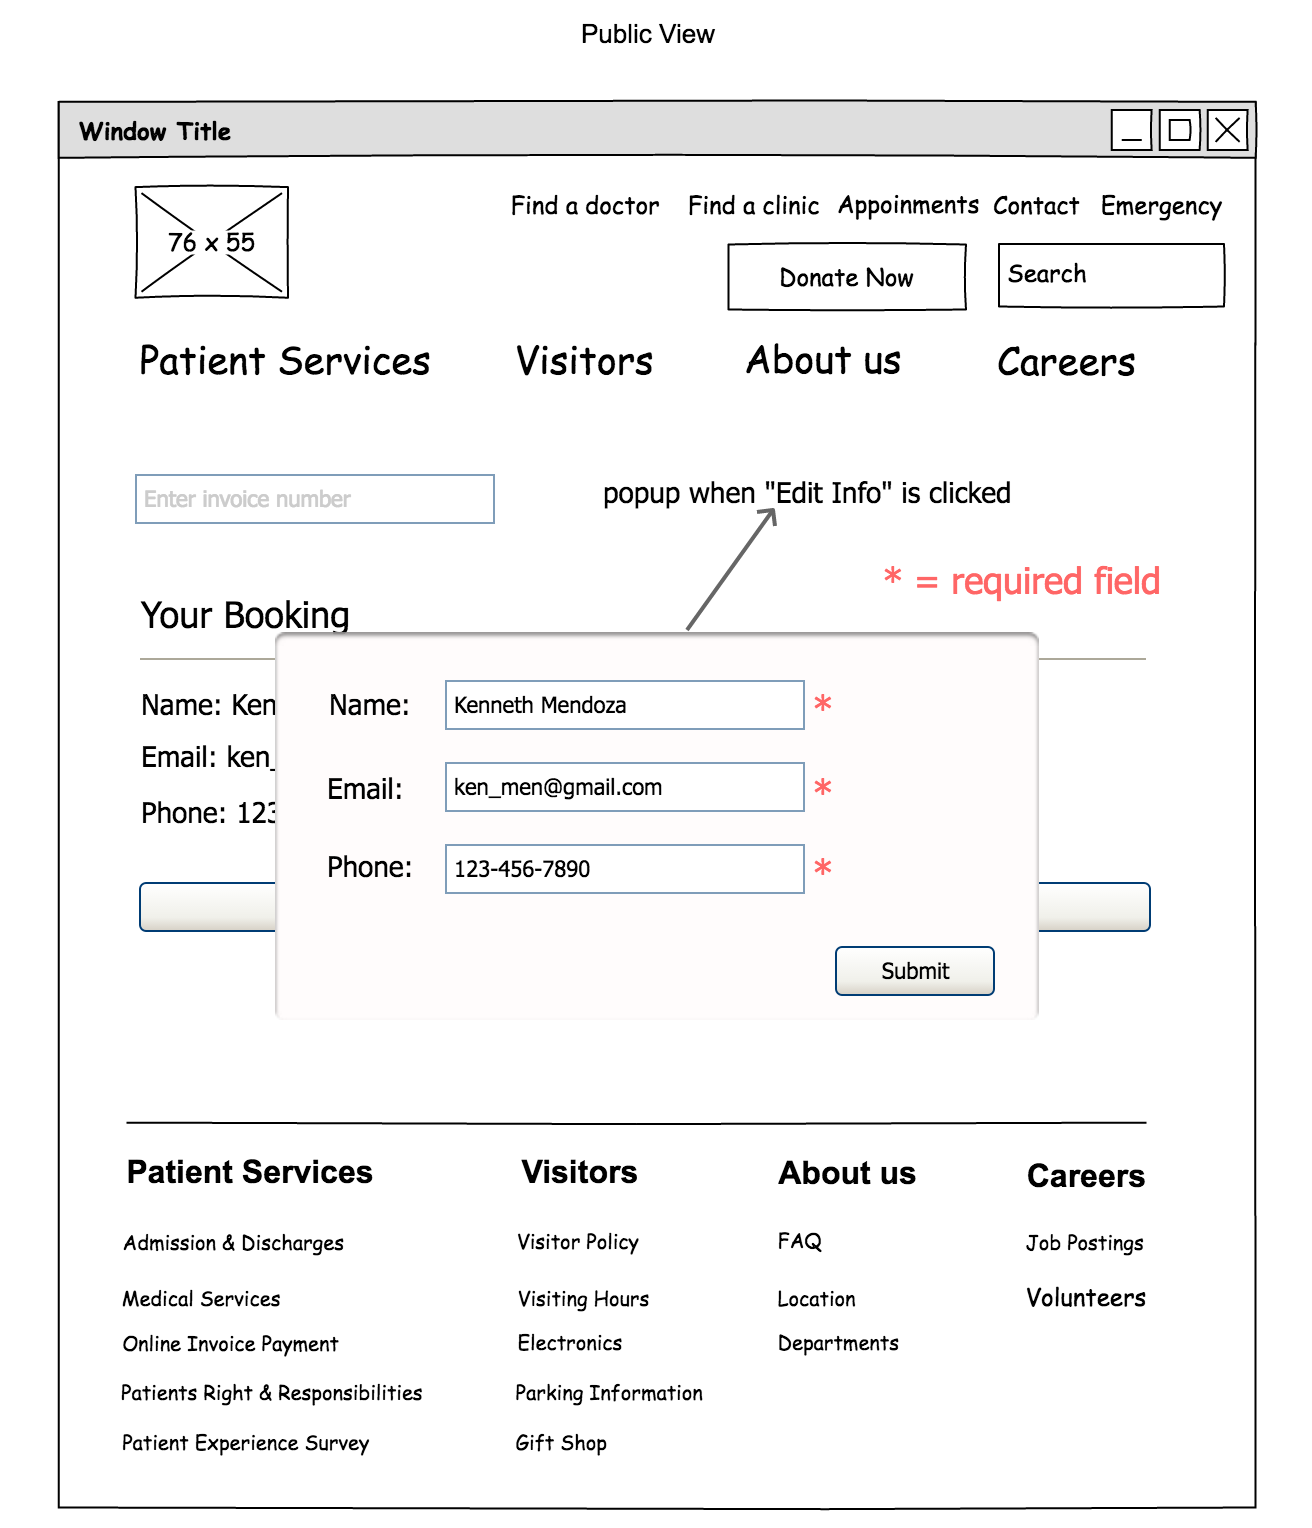 Public View
Window Title
76 x 55
Find a doctor Find a clinic Appoinments Contact Emergency
Donate Now Search
Patient Services Visitors About us Careers
Enter invoice number
popup when "Edit Info" is clicked
* = required field
Your Booking
Name: Ken
Email: ken_
Phone: 123
Name: Kenneth Mendoza *
Email: ken_men@gmail.com *
Phone: 123-456-7890 *
Submit
Patient Services Visitors About us Careers
Admission & Discharges Visitor Policy FAQ Job Postings
Medical Services Visiting Hours Location Volunteers
Online Invoice Payment Electronics Departments
Patients Right & Responsibilities Parking Information
Patient Experience Survey Gift Shop